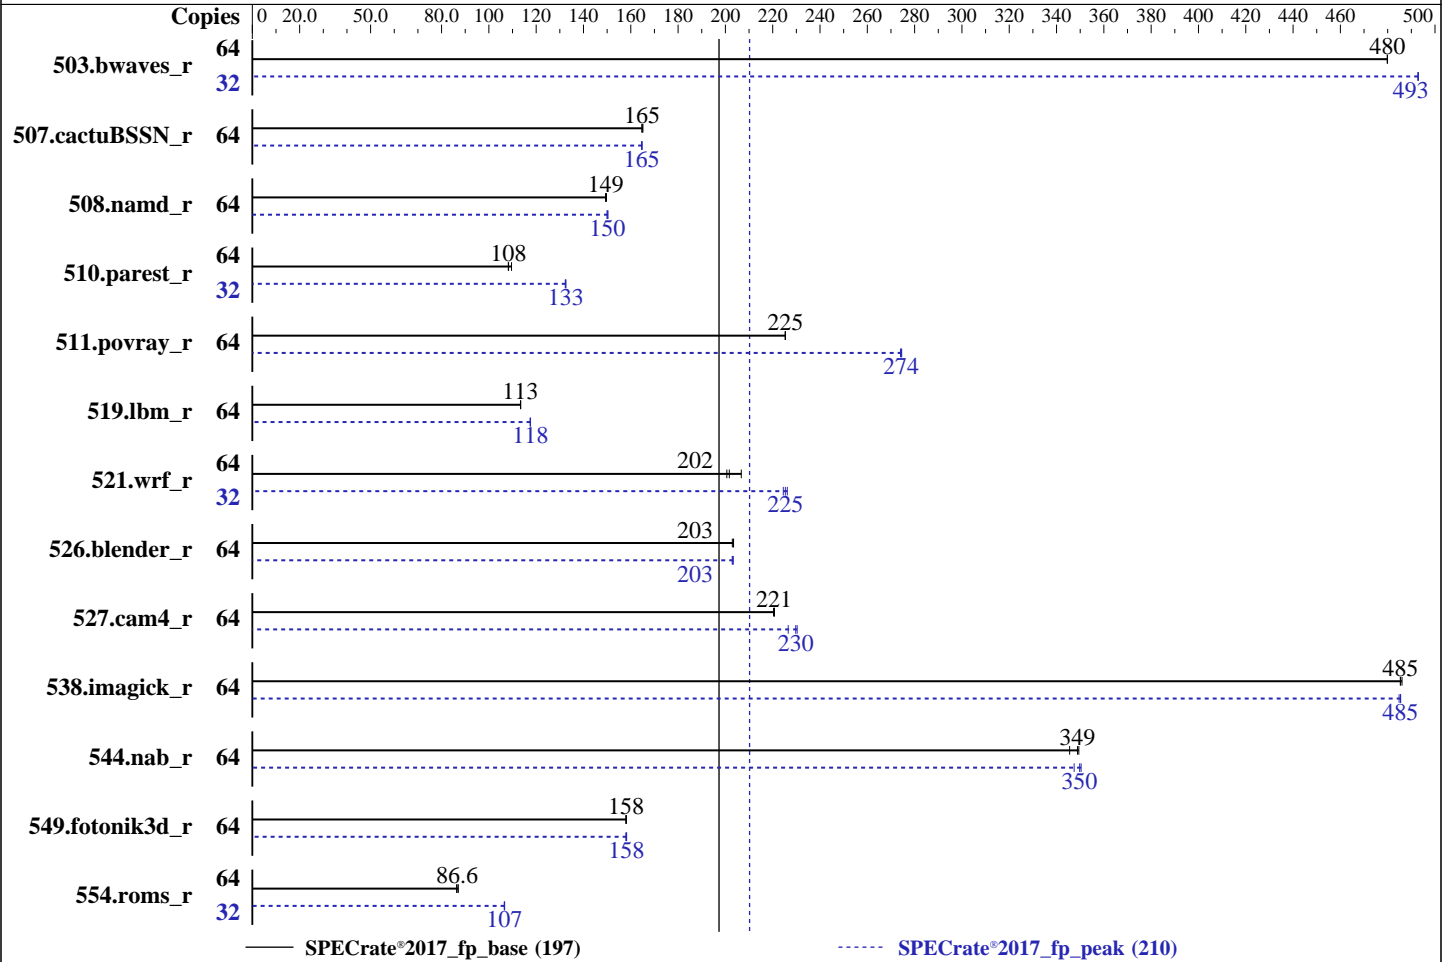 Copies 0 20.0 50.0 80.0 100 120 140 160 180 200 220 240 260 280 300 320 340 360 380 400 420 440 460 500
503.bwaves_r 64 480
32 493
507.cactuBSSN_r 64 165
165
508.namd_r 64 149
150
510.parest_r 64 108
32 133
511.povray_r 64 225
274
519.lbm_r 64 113
118
521.wrf_r 64 202
32 225
526.blender_r 64 203
203
527.cam4_r 64 221
230
538.imagick_r 64 485
485
544.nab_r 64 349
350
549.fotonik3d_r 64 158
158
554.roms_r 64 86.6
32 107
SPECrate®2017_fp_base (197) SPECrate®2017_fp_peak (210)